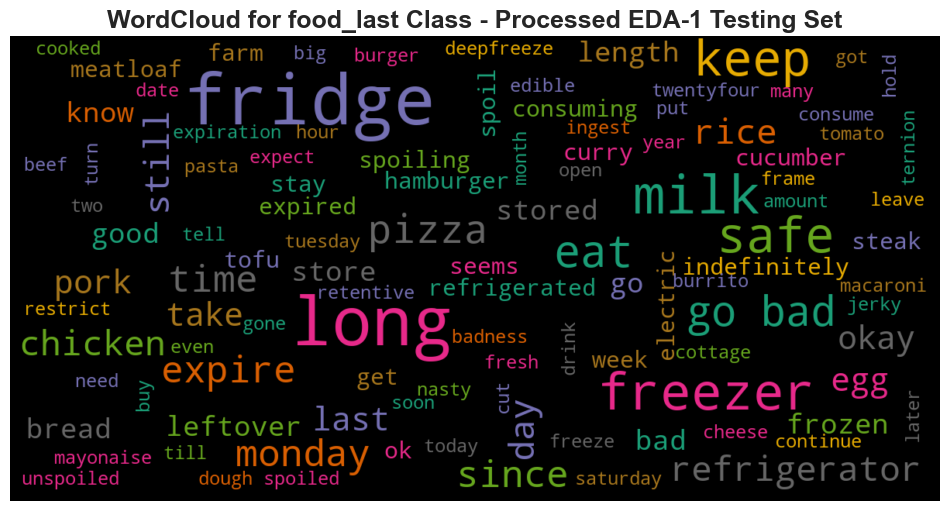 WordCloud for food_last Class - Processed EDA-1 Testing Set
cooked farm big burger deepfreeze length keep got hold
meatloaf fridge spoil edible twentyfour many
date consuming put consume
know still expiration hour ingest rice tomato
beef turn pasta expect spoiling month curry year cucumber ternion
stay hamburger open milk frame
two expired pizza stored amount leave
good tell tuesday eat safe steak
tofu seems electric indefinitely
pork time store retentive refrigerated go burrito macaroni
restrict long go bad jerky
take gone badness drink okay
chicken even fresh week cottage
need expire get nasty cut freezer egg
buy soon later
bread leftover last day bad cheese frozen
till monday ok today freeze continue
mayonaise since refrigerator
unspoiled dough spoiled saturday